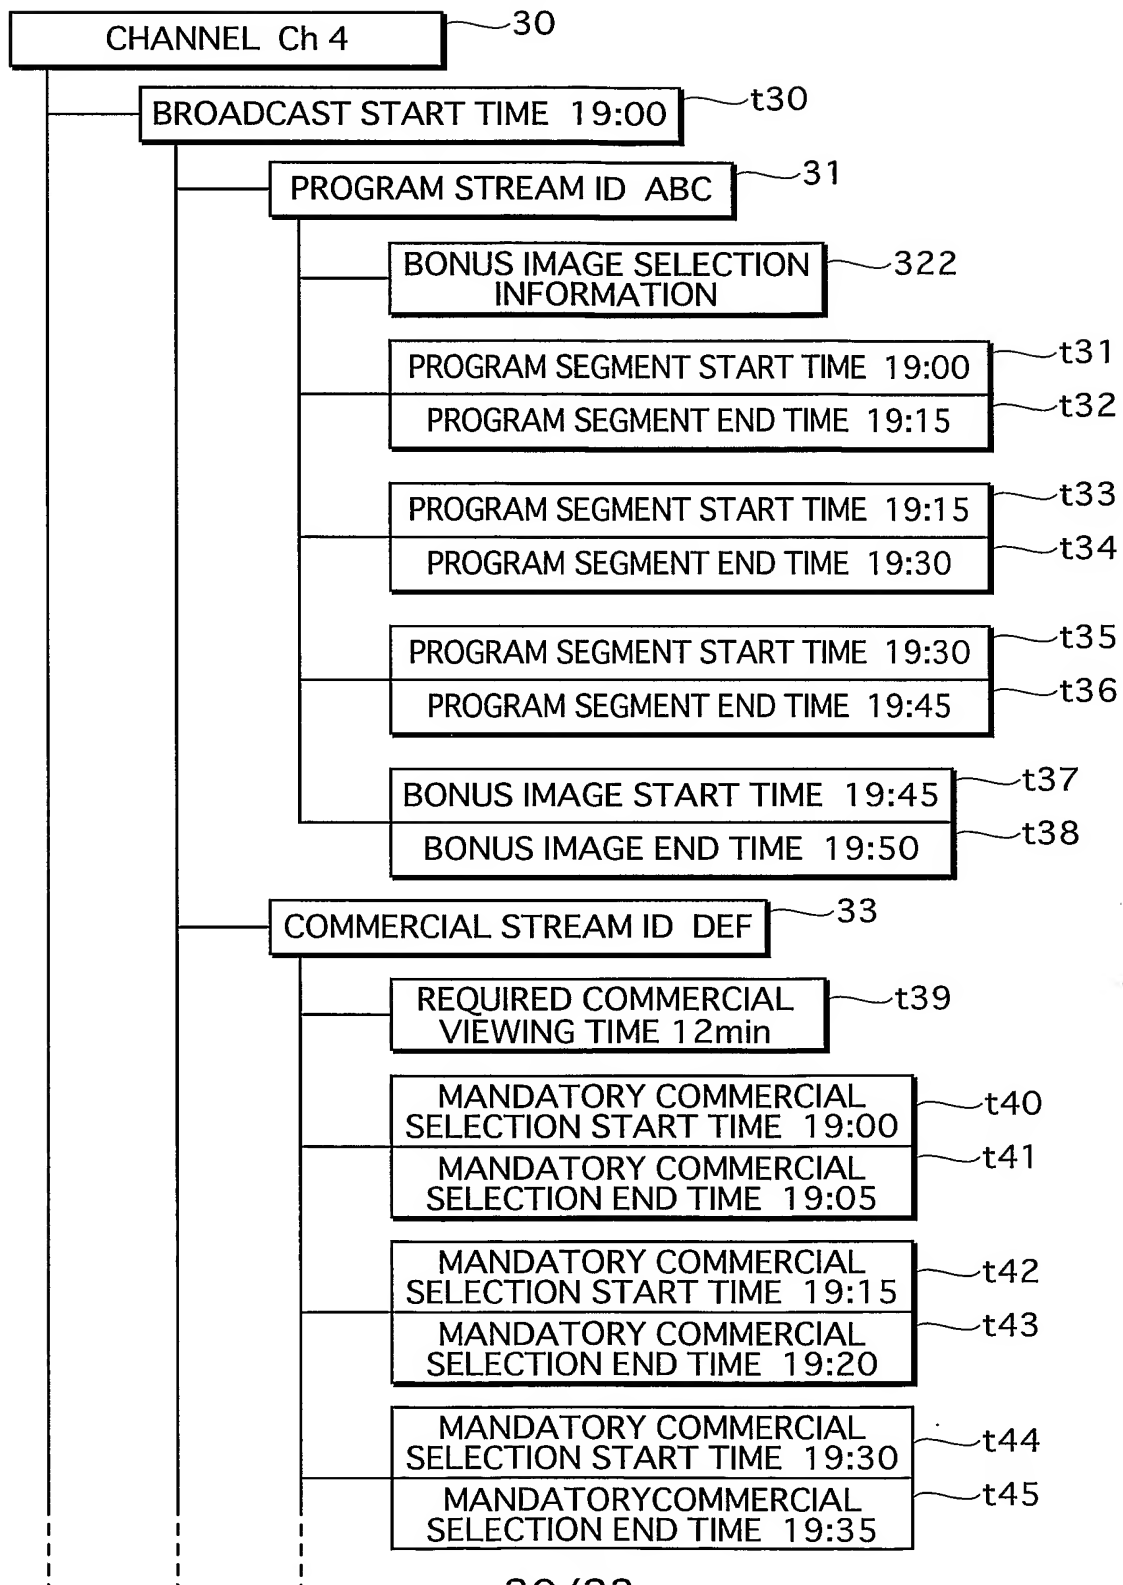 CHANNEL Ch 4
30
BROADCAST START TIME 19:00
t30
PROGRAM STREAM ID ABC
31
BONUS IMAGE SELECTION
INFORMATION
322
PROGRAM SEGMENT START TIME 19:00
t31
PROGRAM SEGMENT END TIME 19:15
t32
PROGRAM SEGMENT START TIME 19:15
t33
PROGRAM SEGMENT END TIME 19:30
t34
PROGRAM SEGMENT START TIME 19:30
t35
PROGRAM SEGMENT END TIME 19:45
t36
BONUS IMAGE START TIME 19:45
t37
BONUS IMAGE END TIME 19:50
t38
COMMERCIAL STREAM ID DEF
33
REQUIRED COMMERCIAL
VIEWING TIME 12min
t39
MANDATORY COMMERCIAL
SELECTION START TIME 19:00
t40
MANDATORY COMMERCIAL
SELECTION END TIME 19:05
t41
MANDATORY COMMERCIAL
SELECTION START TIME 19:15
t42
MANDATORY COMMERCIAL
SELECTION END TIME 19:20
t43
MANDATORY COMMERCIAL
SELECTION START TIME 19:30
t44
MANDATORYCOMMERCIAL
SELECTION END TIME 19:35
t45